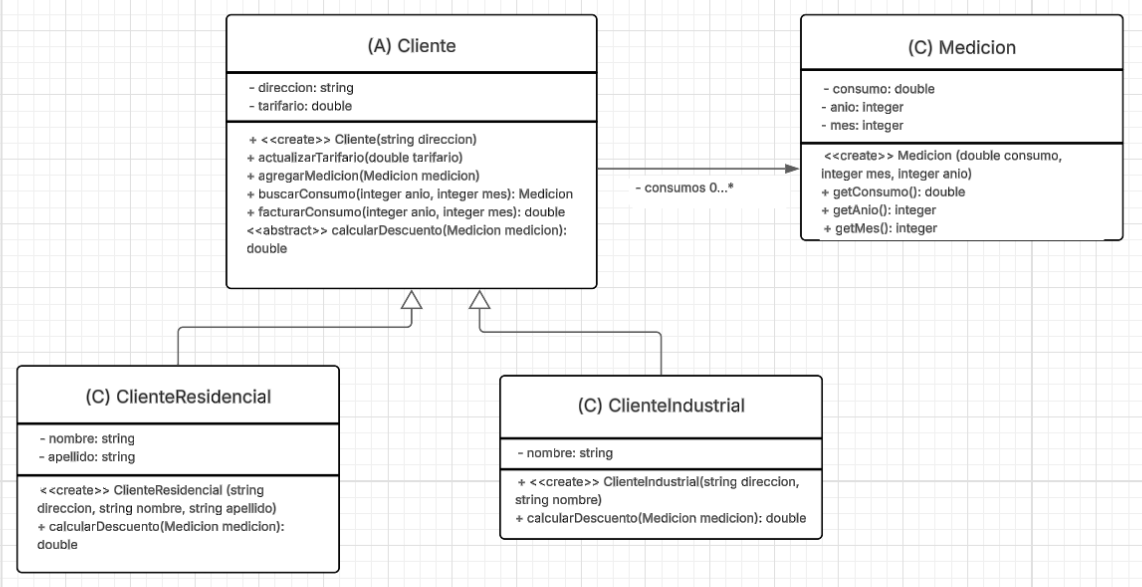 (A) Cliente
- direccion: string
- tarifario: double
+ <<create>> Cliente(string direccion)
+ actualizarTarifario(double tarifario)
+ agregarMedicion(Medicion medicion)
+ buscarConsumo(integer anio, integer mes): Medicion
+ facturarConsumo(integer anio, integer mes): double
<<abstract>> calcularDescuento(Medicion medicion):
double
- consumos 0...*
(C) Medicion
- consumo: double
- anio: integer
- mes: integer
<<create>> Medicion (double consumo,
integer mes, integer anio)
+ getConsumo(): double
+ getAnio(): integer
+ getMes(): integer
(C) ClienteResidencial
- nombre: string
- apellido: string
<<create>> ClienteResidencial (string
direccion, string nombre, string apellido)
+ calcularDescuento(Medicion medicion):
double
(C) ClienteIndustrial
- nombre: string
+ <<create>> ClienteIndustrial(string direccion,
string nombre)
+ calcularDescuento(Medicion medicion): double